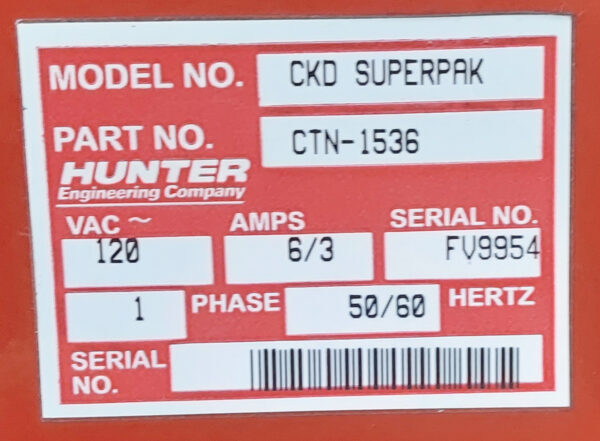 MODEL NO. CKD SUPERPAK
PART NO. CTN-1536
HUNTER
Engineering Company
VAC ~ AMPS SERIAL NO.
120 6/3 FV9954
1 PHASE 50/60 HERTZ
SERIAL
NO.